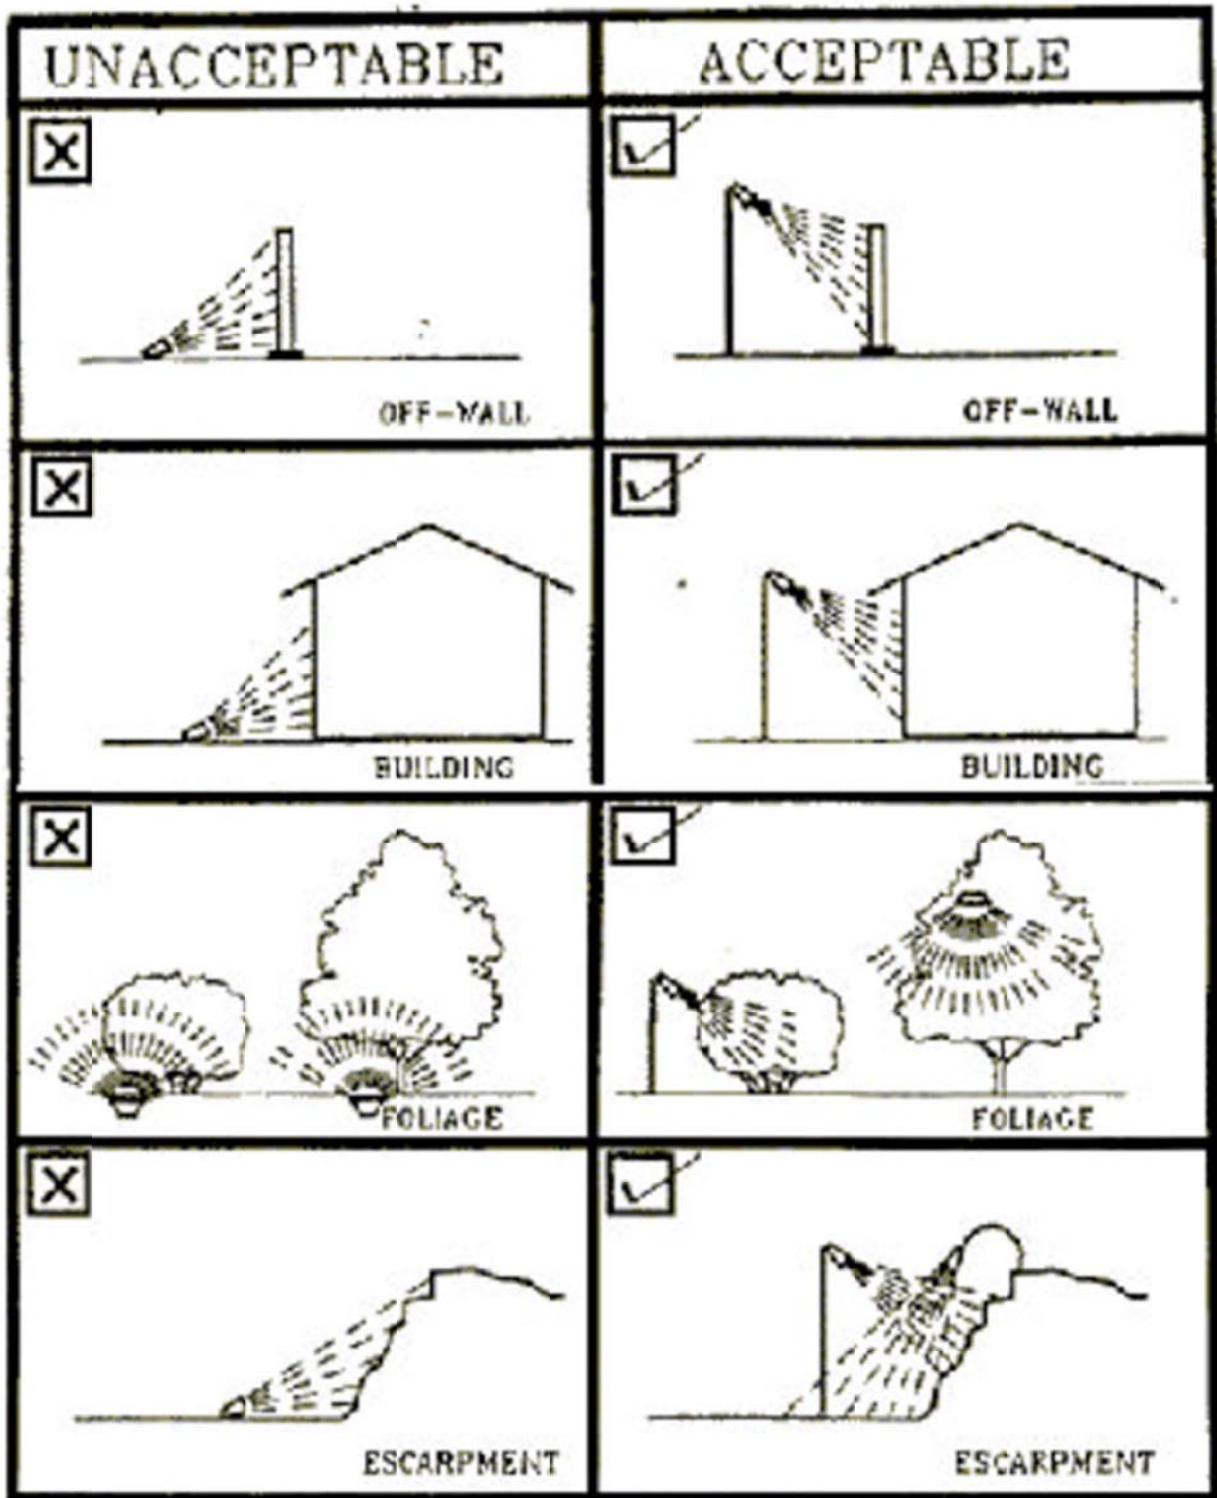 UNACCEPTABLE
ACCEPTABLE
OFF-WALL
OFF-WALL
BUILDING
BUILDING
FOLIAGE
FOLIAGE
ESCARPMENT
ESCARPMENT